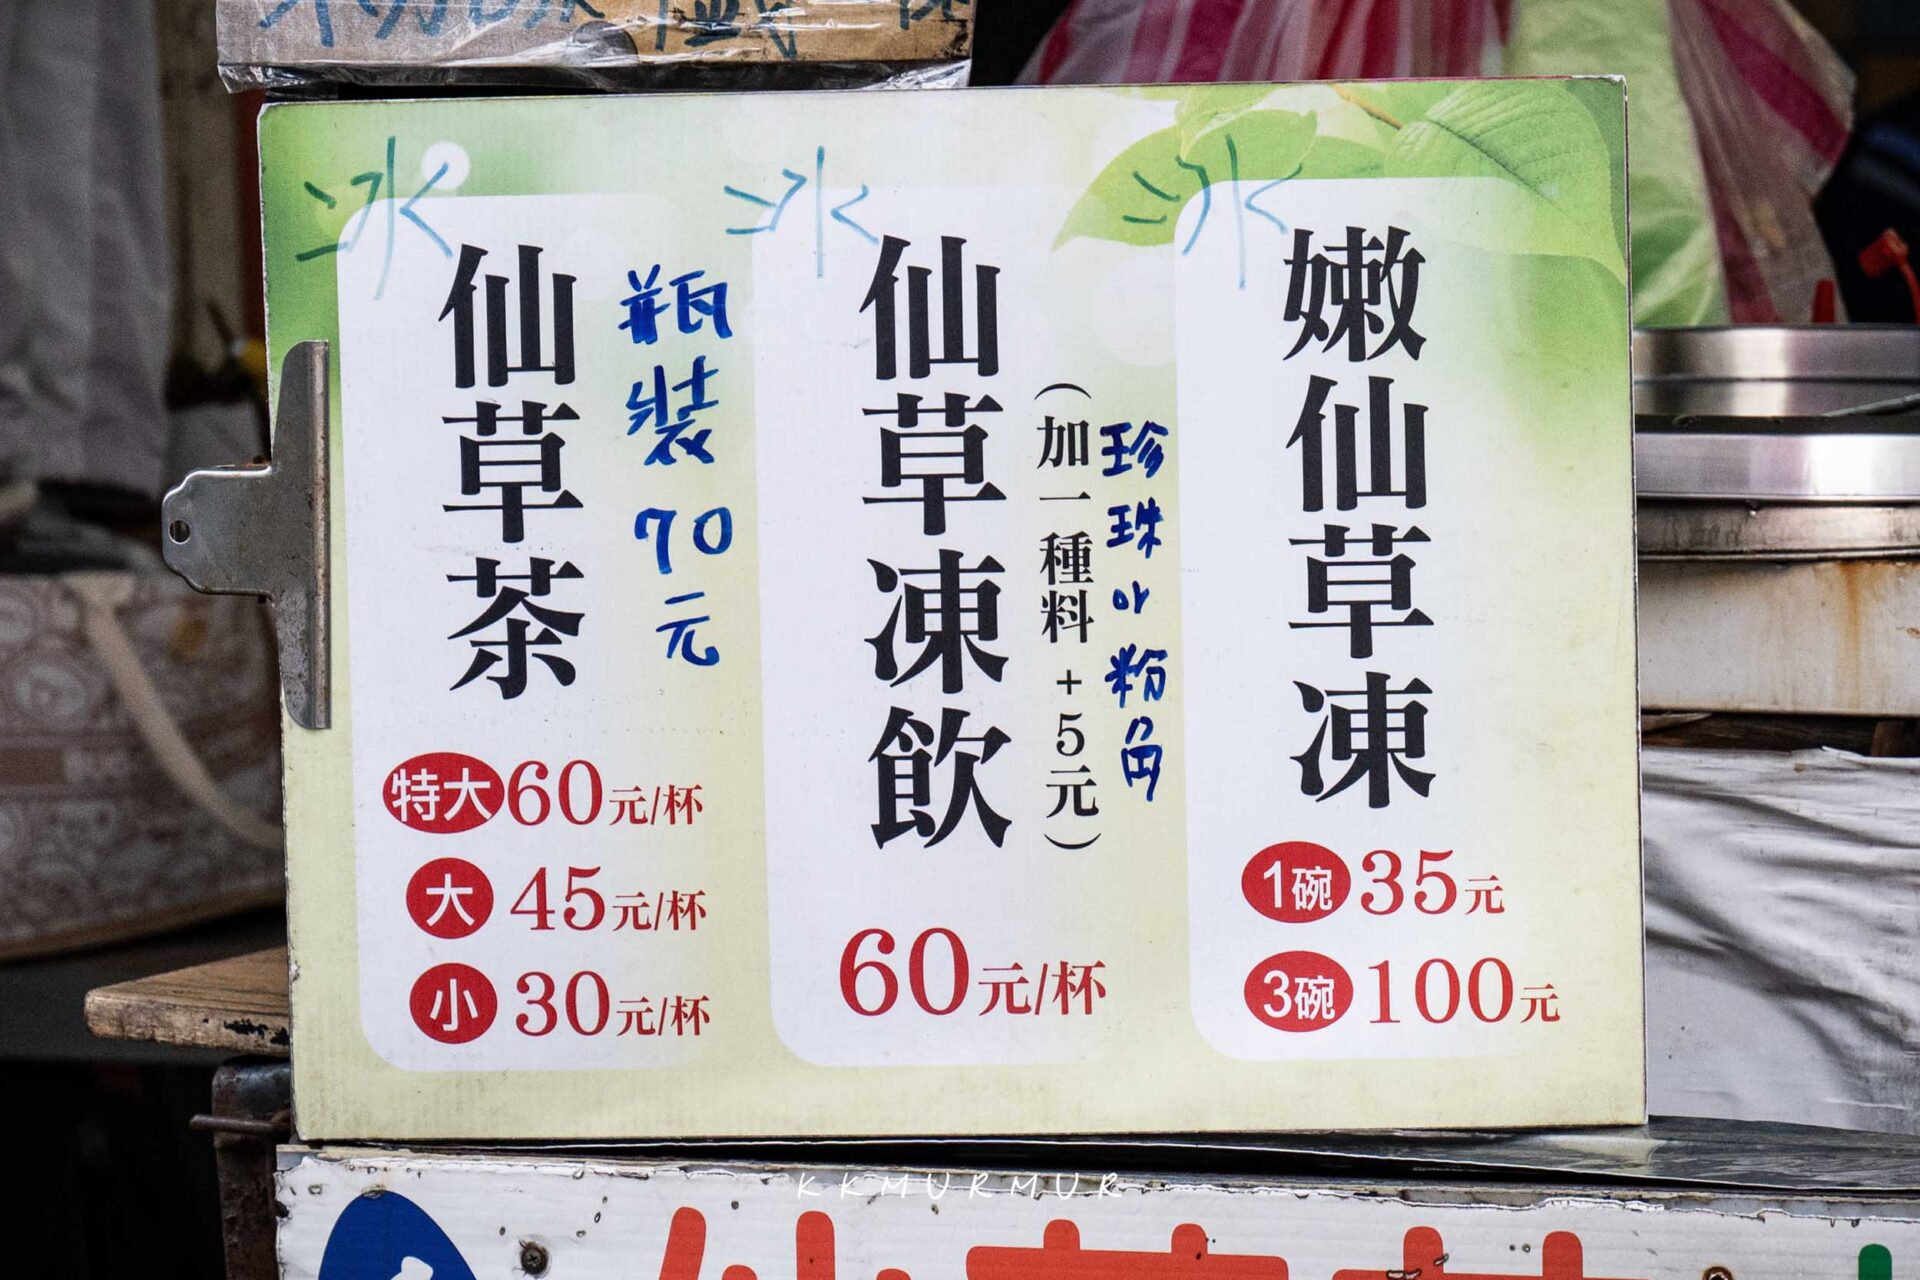 冰
仙草茶
瓶裝70元
特大 60元/杯
大 45元/杯
小 30元/杯
冰
仙草凍飲
(加一種料+5元)
珍珠or粉角
60元/杯
冰
嫩仙草凍
1碗 35元
3碗 100元
KKMURMUR